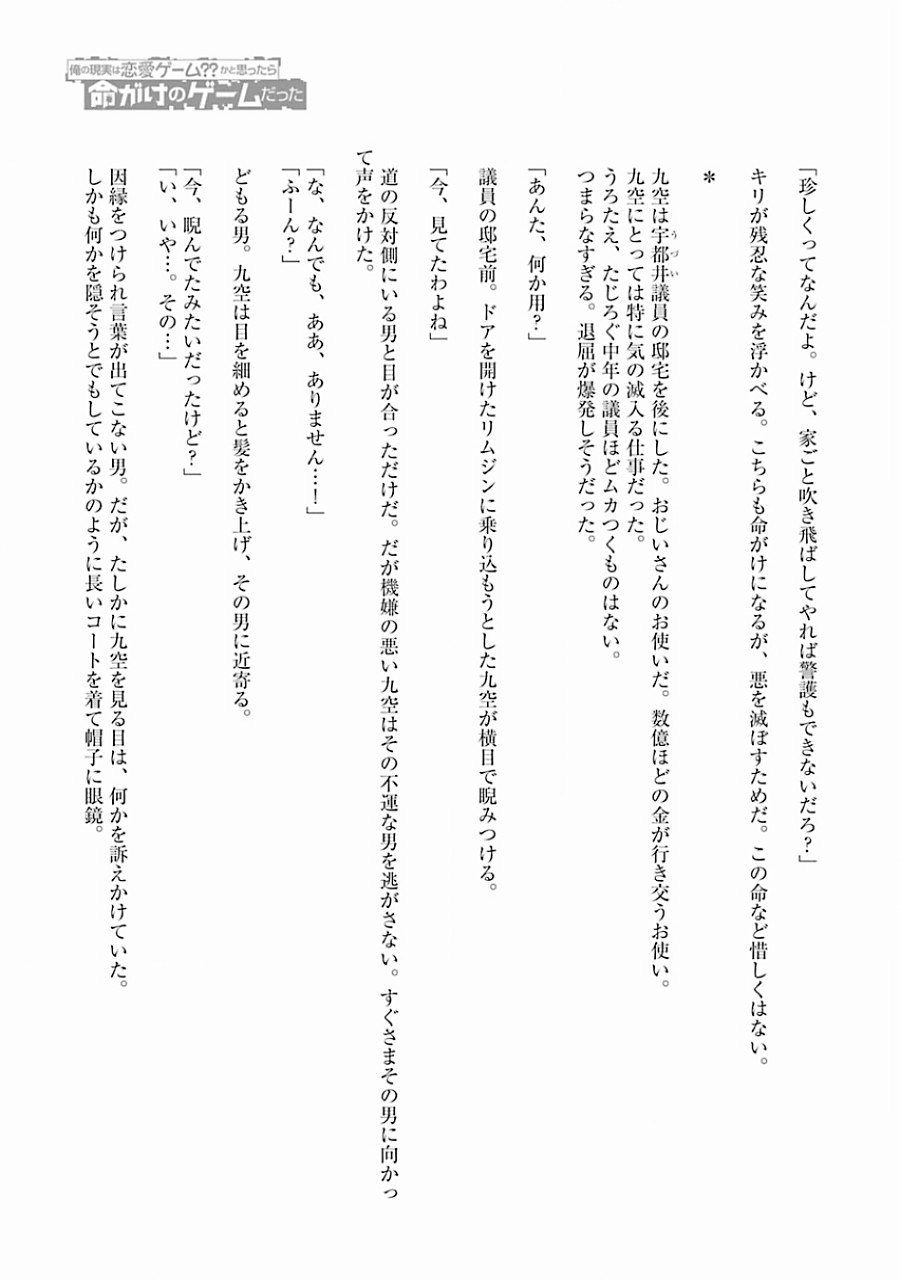 俺の現実は恋愛ゲーム??かと思ったら
命がけのゲームだった
「珍しくってなんだよ。けど、家ごと吹き飛ばしてやれば警護もできないだろ?」
キリが残忍な笑みを浮かべる。こちらも命がけになるが、悪を滅ぼすためだ。この命など惜しくはない。
*
九空は宇都井議員の邸宅を後にした。おじいさんのお使いだ。数億ほどの金が行き交うお使い。
うづい
九空にとっては特に気の滅入る仕事だった。
うろたえ、たじろぐ中年の議員ほどムカつくものはない。
つまらなすぎる。退屈が爆発しそうだった。
「あんた、何か用?」
議員の邸宅前。ドアを開けたリムジンに乗り込もうとした九空が横目で睨みつける。
「今、見てたわよね」
道の反対側にいる男と目が合っただけだ。だが機嫌の悪い九空はその不運な男を逃がさない。すぐさまその男に向かっ
て声をかけた。
「な、なんでも、ああ、ありません…!」
「ふーん?」
どもる男。九空は目を細めると髪をかき上げ、その男に近寄る。
「今、睨んでたみたいだったけど?」
「い、いや…。その…」
因縁をつけられ言葉が出てこない男。だが、たしかに九空を見る目は、何かを訴えかけていた。
しかも何かを隠そうとでもしているかのように長いコートを着て帽子に眼鏡。